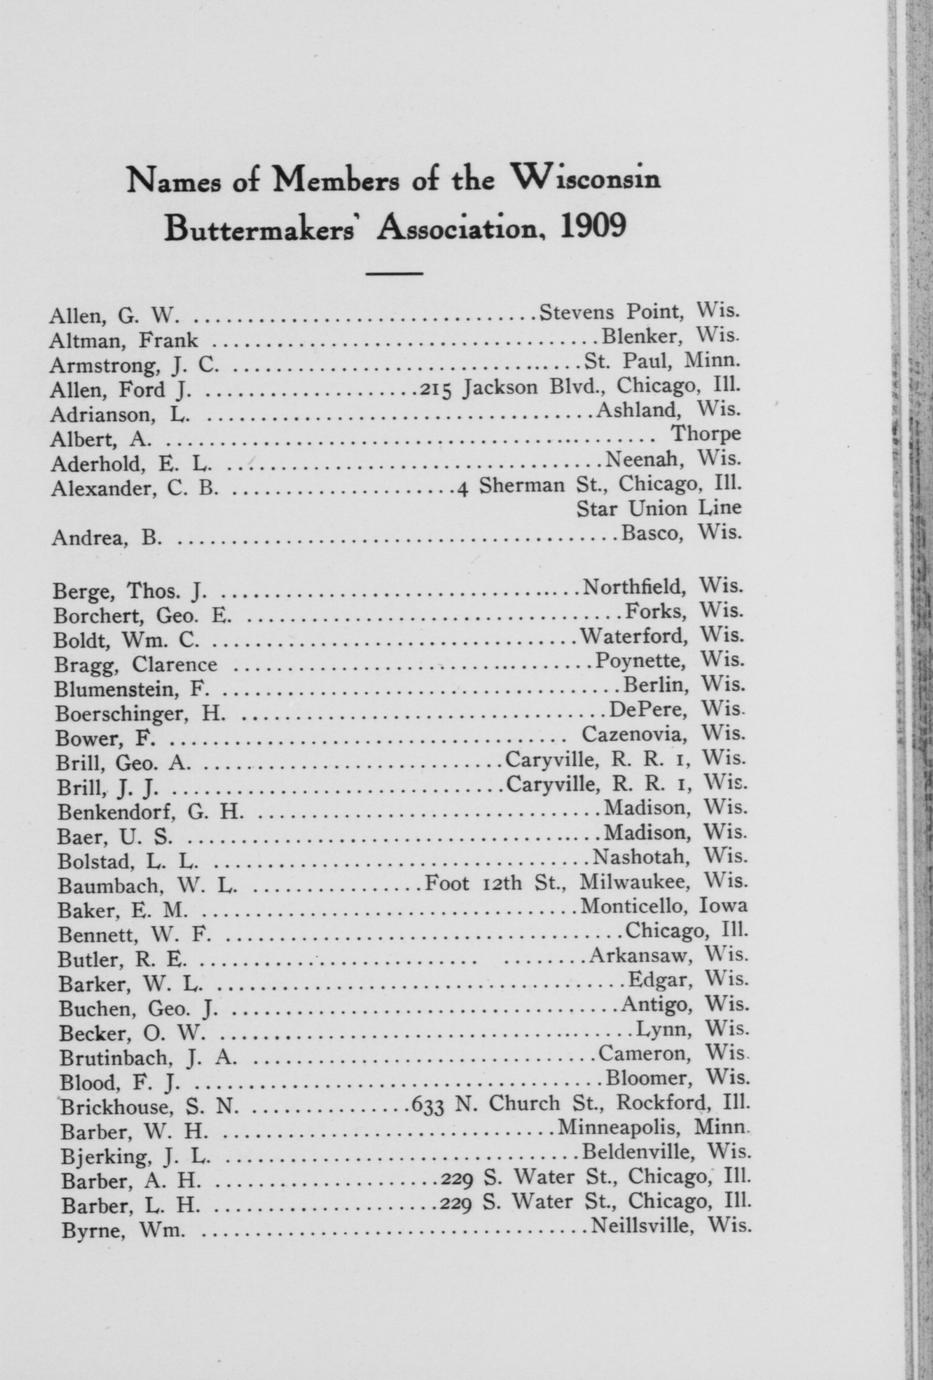 Names of Members of the Wisconsin
Buttermakers' Association, 1909
Allen, G. W. ................................Stevens Point, Wis.
Altman, Frank ....................................Blenker, Wis.
Armstrong, J. C. .................................St. Paul, Minn.
Allen, Ford J. ....................215 Jackson Blvd., Chicago, Ill.
Adrianson, L. ....................................Ashland, Wis.
Albert, A. .............................................. Thorpe
Aderhold, E. L. ...................................Neenah, Wis.
Alexander, C. B. .....................4 Sherman St., Chicago, Ill.
Star Union Line
Andrea, B. .........................................Basco, Wis.
Berge, Thos. J. ..................................Northfield, Wis.
Borchert, Geo. E. ...................................Forks, Wis.
Boldt, Wm. C. ..................................Waterford, Wis.
Bragg, Clarence .................................Poynette, Wis.
Blumenstein, F. .....................................Berlin, Wis.
Boerschinger, H. ..................................DePere, Wis.
Bower, F. ..................................... Cazenovia, Wis.
Brill, Geo. A. ............................Caryville, R. R. 1, Wis.
Brill, J. J. ...............................Caryville, R. R. 1, Wis.
Benkendorf, G. H. ................................Madison, Wis.
Baer, U. S. .......................................Madison, Wis.
Bolstad, L. L. ...................................Nashotah, Wis.
Baumbach, W. L. ................Foot 12th St., Milwaukee, Wis.
Baker, E. M. ...................................Monticello, Iowa
Bennett, W. F. .....................................Chicago, Ill.
Butler, R. E. .......................... ........Arkansaw, Wis.
Barker, W. L. ......................................Edgar, Wis.
Buchen, Geo. J. ....................................Antigo, Wis.
Becker, O. W. ......................................Lynn, Wis.
Brutinbach, J. A. ................................Cameron, Wis.
Blood, F. J. ......................................Bloomer, Wis.
Brickhouse, S. N. ...............633 N. Church St., Rockford, Ill.
Barber, W. H. ...............................Minneapolis, Minn.
Bjerking, J. L. .................................Beldenville, Wis.
Barber, A. H. .....................229 S. Water St., Chicago, Ill.
Barber, L. H. .....................229 S. Water St., Chicago, Ill.
Byrne, Wm. ....................................Neillsville, Wis.